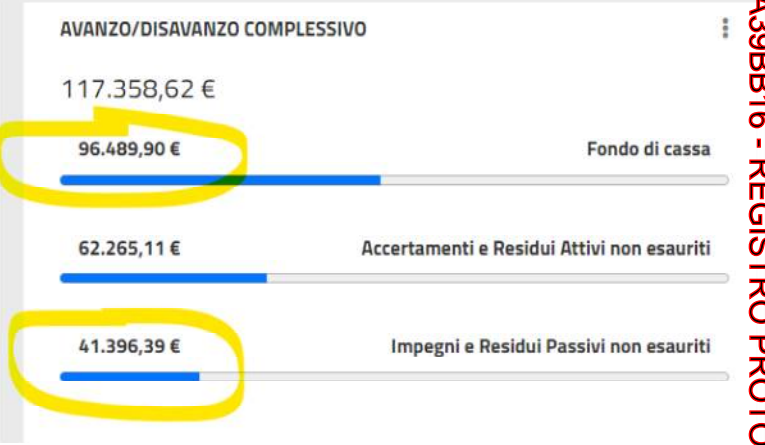 AVANZO/DISAVANZO COMPLESSIVO
117.358,62 €
96.489,90 € Fondo di cassa
62.265,11 € Accertamenti e Residui Attivi non esauriti
41.396,39 € Impegni e Residui Passivi non esauriti
A39BB16 - REGISTRO PROTO